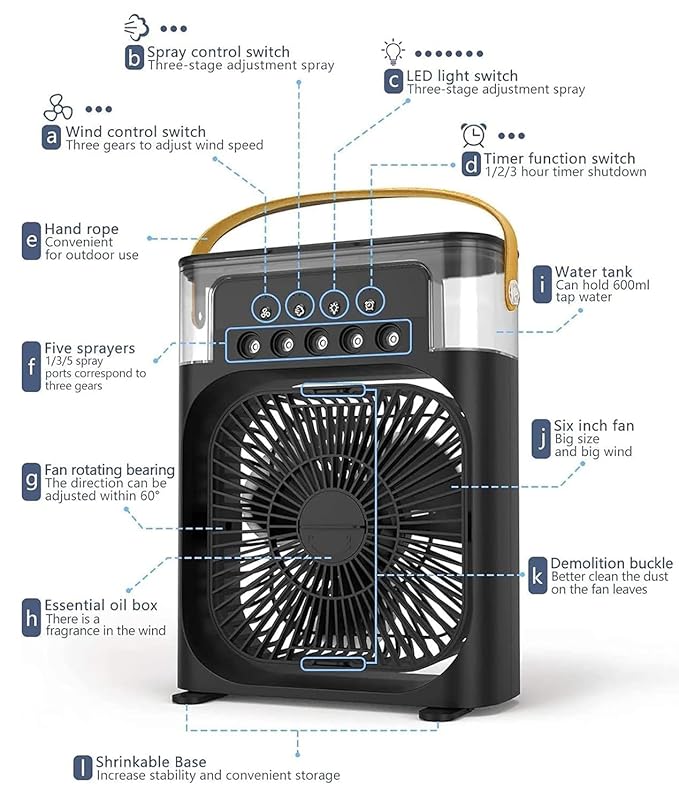 b Spray control switch
Three-stage adjustment spray
c LED light switch
Three-stage adjustment spray
a Wind control switch
Three gears to adjust wind speed
d Timer function switch
1/2/3 hour timer shutdown
e Hand rope
Convenient
for outdoor use
i Water tank
Can hold 600ml
tap water
f Five sprayers
1/3/5 spray
ports correspond to
three gears
j Six inch fan
Big size
and big wind
g Fan rotating bearing
The direction can be
adjusted within 60°
k Demolition buckle
Better clean the dust
on the fan leaves
h Essential oil box
There is a
fragrance in the wind
l Shrinkable Base
Increase stability and convenient storage